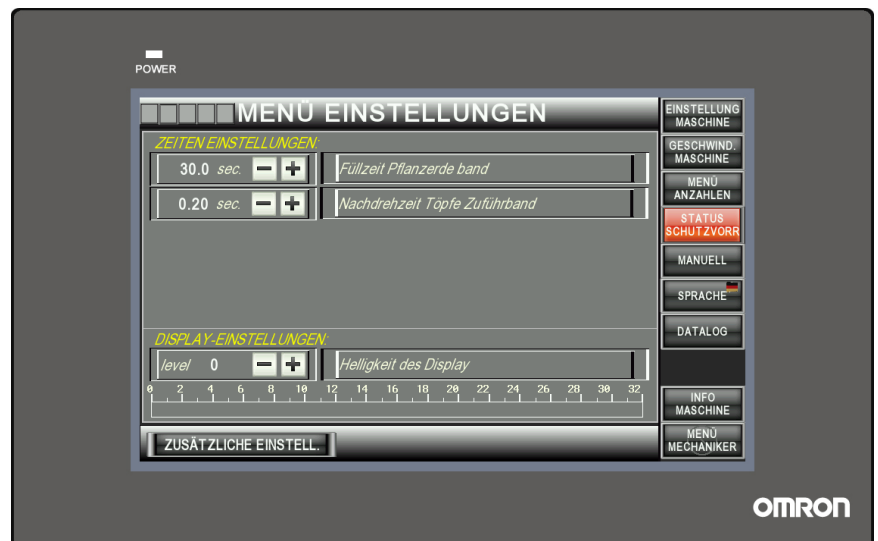 POWER
MENÜ EINSTELLUNGEN
ZEITEN EINSTELLUNGEN:
30.0 sec. Füllzeit Pflanzerde band
0.20 sec. Nachdrehzeit Töpfe Zuführband
DISPLAY-EINSTELLUNGEN:
level 0 Helligkeit des Display
0 2 4 6 8 10 12 14 16 18 20 22 24 26 28 30 32
ZUSÄTZLICHE EINSTELL.
EINSTELLUNG
MASCHINE
GESCHWIND.
MASCHINE
MENÜ
ANZAHLEN
STATUS
SCHUTZVORR
MANUELL
SPRACHE
DATALOG
INFO
MASCHINE
MENÜ
MECHANIKER
OMRON